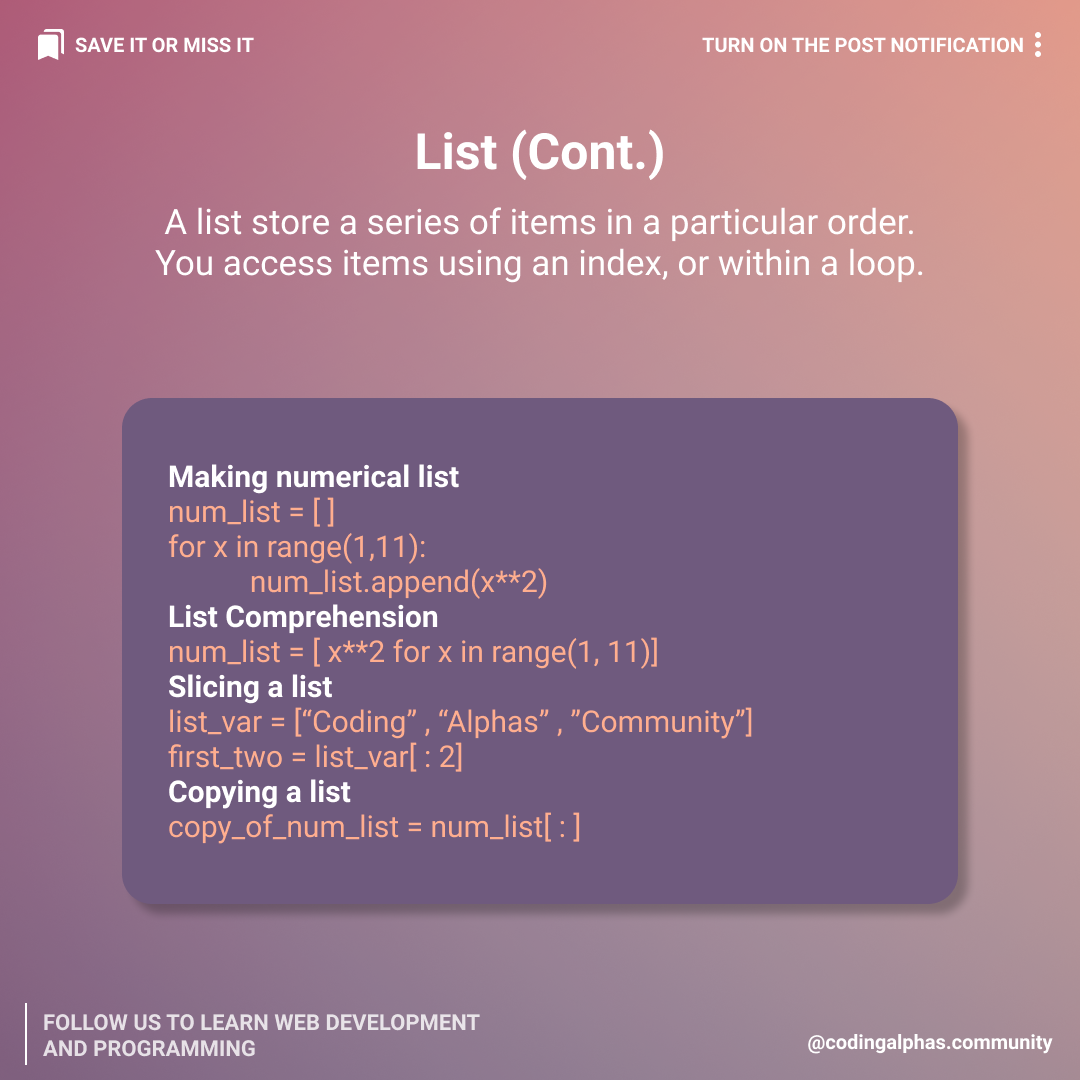 SAVE IT OR MISS IT
TURN ON THE POST NOTIFICATION
List (Cont.)
A list store a series of items in a particular order.
You access items using an index, or within a loop.
Making numerical list
num_list = [ ]
for x in range(1,11):
num_list.append(x**2)
List Comprehension
num_list = [ x**2 for x in range(1, 11)]
Slicing a list
list_var = [“Coding” , “Alphas” , ”Community”]
first_two = list_var[ : 2]
Copying a list
copy_of_num_list = num_list[ : ]
FOLLOW US TO LEARN WEB DEVELOPMENT
AND PROGRAMMING
@codingalphas.community